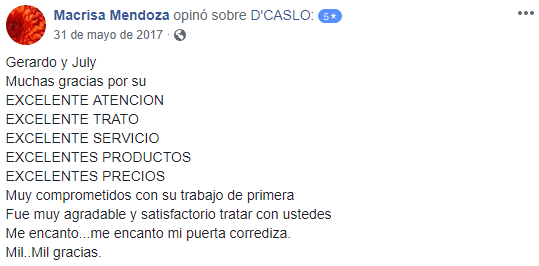 Macrisa Mendoza opinó sobre D'CASLO: 5★
31 de mayo de 2017 ·
Gerardo y July
Muchas gracias por su
EXCELENTE ATENCION
EXCELENTE TRATO
EXCELENTE SERVICIO
EXCELENTES PRODUCTOS
EXCELENTES PRECIOS
Muy comprometidos con su trabajo de primera
Fue muy agradable y satisfactorio tratar con ustedes
Me encanto...me encanto mi puerta corrediza.
Mil..Mil gracias.